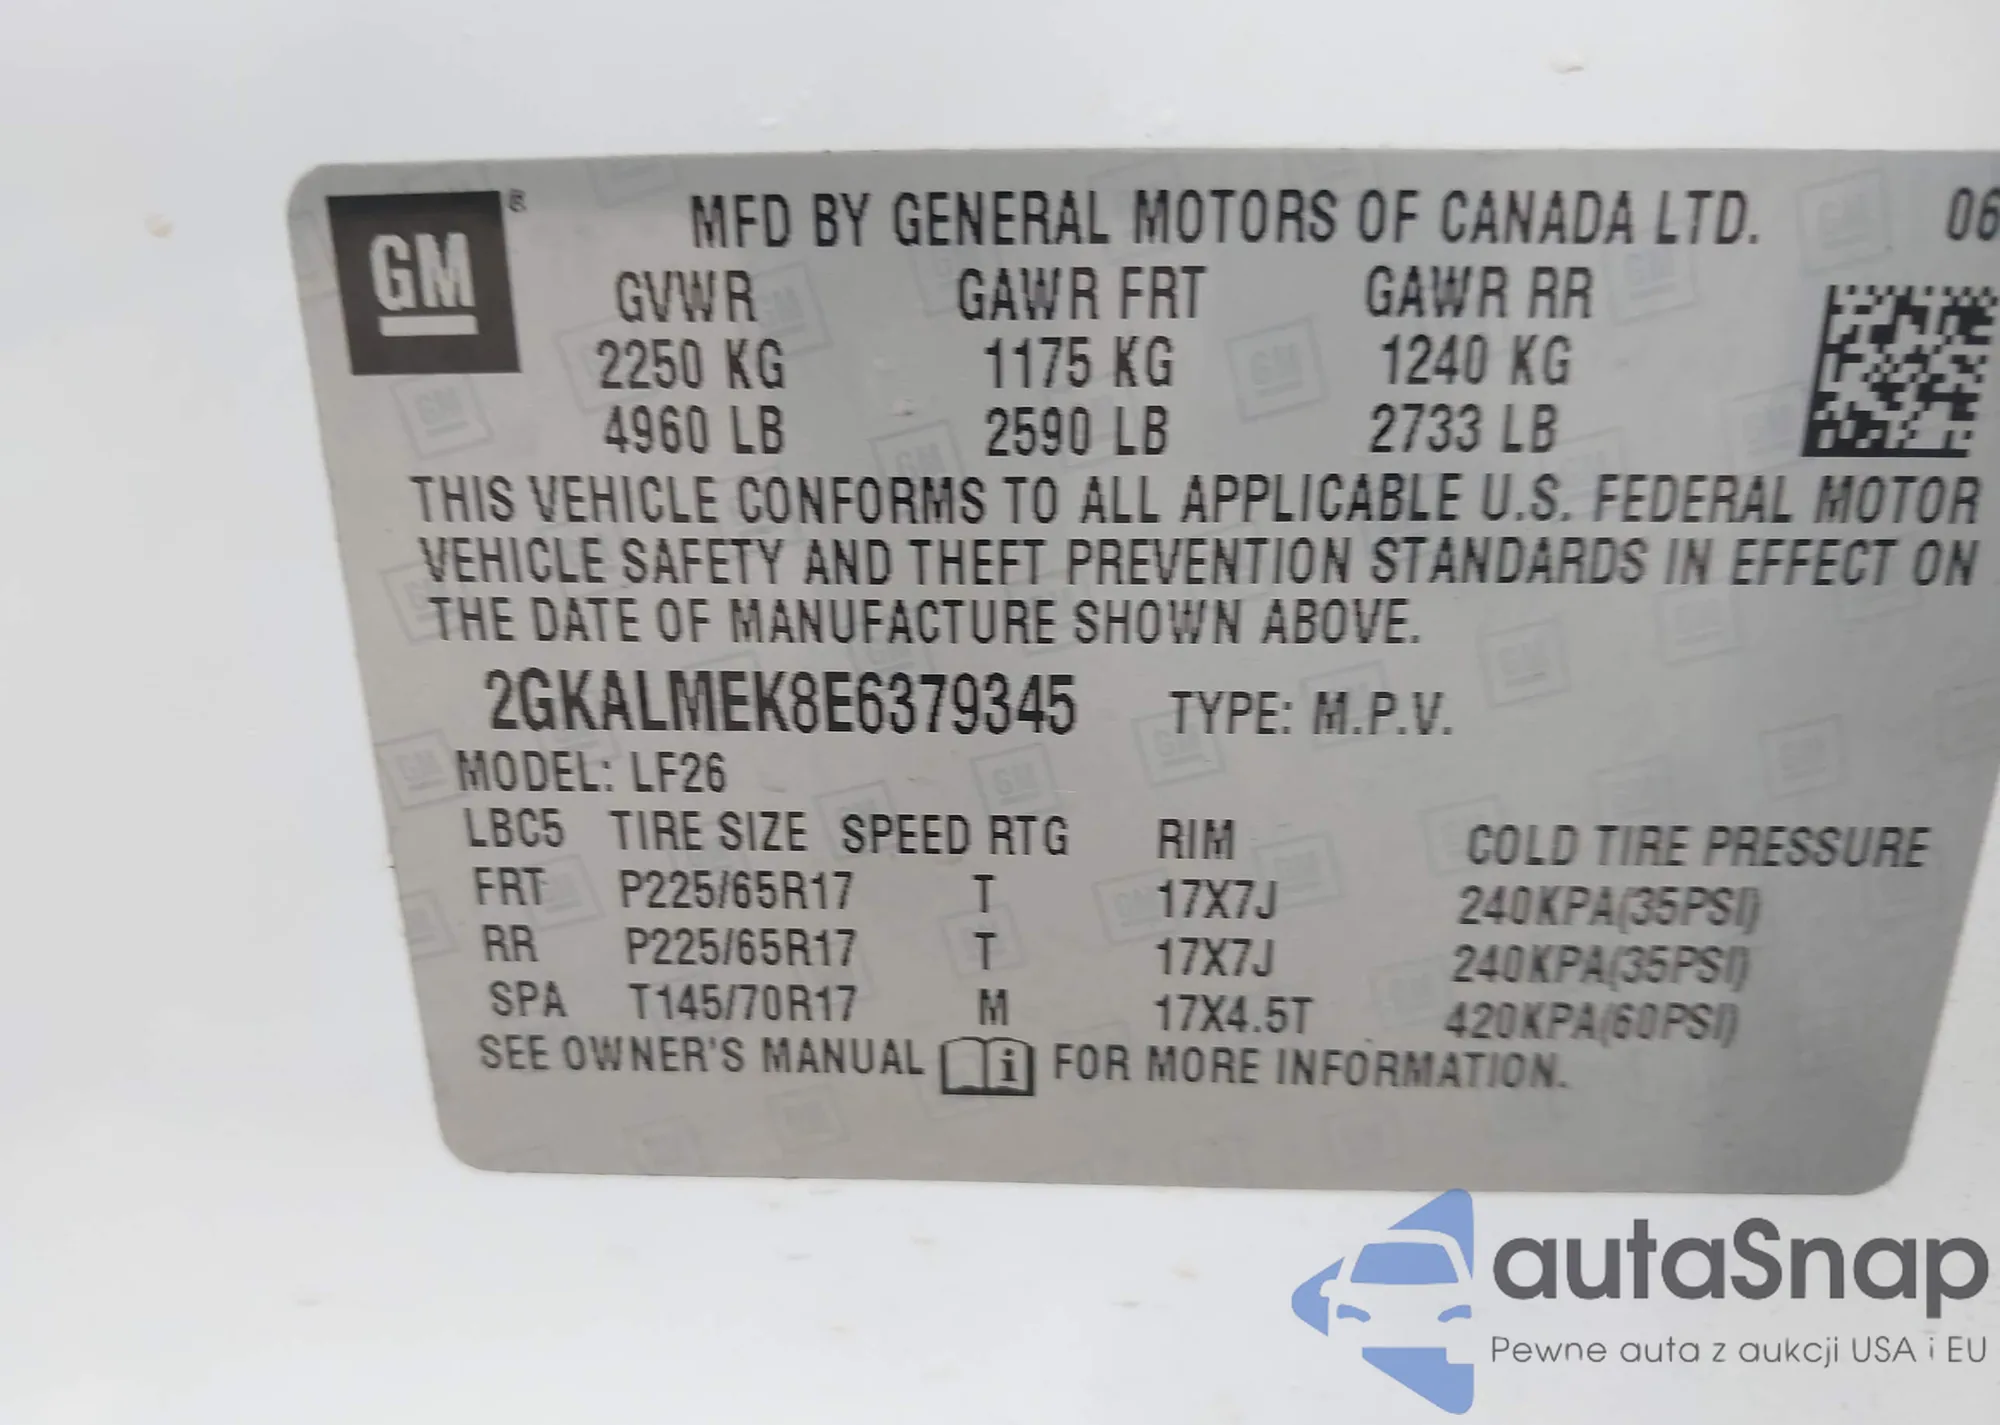 GM ® MFD BY GENERAL MOTORS OF CANADA LTD. 06
GVWR GAWR FRT GAWR RR
2250 KG 1175 KG 1240 KG
4960 LB 2590 LB 2733 LB
THIS VEHICLE CONFORMS TO ALL APPLICABLE U.S. FEDERAL MOTOR
VEHICLE SAFETY AND THEFT PREVENTION STANDARDS IN EFFECT ON
THE DATE OF MANUFACTURE SHOWN ABOVE.
2GKALMEK8E6379345 TYPE: M.P.V.
MODEL: LF26
LBC5 TIRE SIZE SPEED RTG RIM COLD TIRE PRESSURE
FRT P225/65R17 T 17X7J 240KPA(35PSI)
RR P225/65R17 T 17X7J 240KPA(35PSI)
SPA T145/70R17 M 17X4.5T 420KPA(60PSI)
SEE OWNER'S MANUAL i FOR MORE INFORMATION.
autaSnap
Pewne auta z aukcji USA i EU